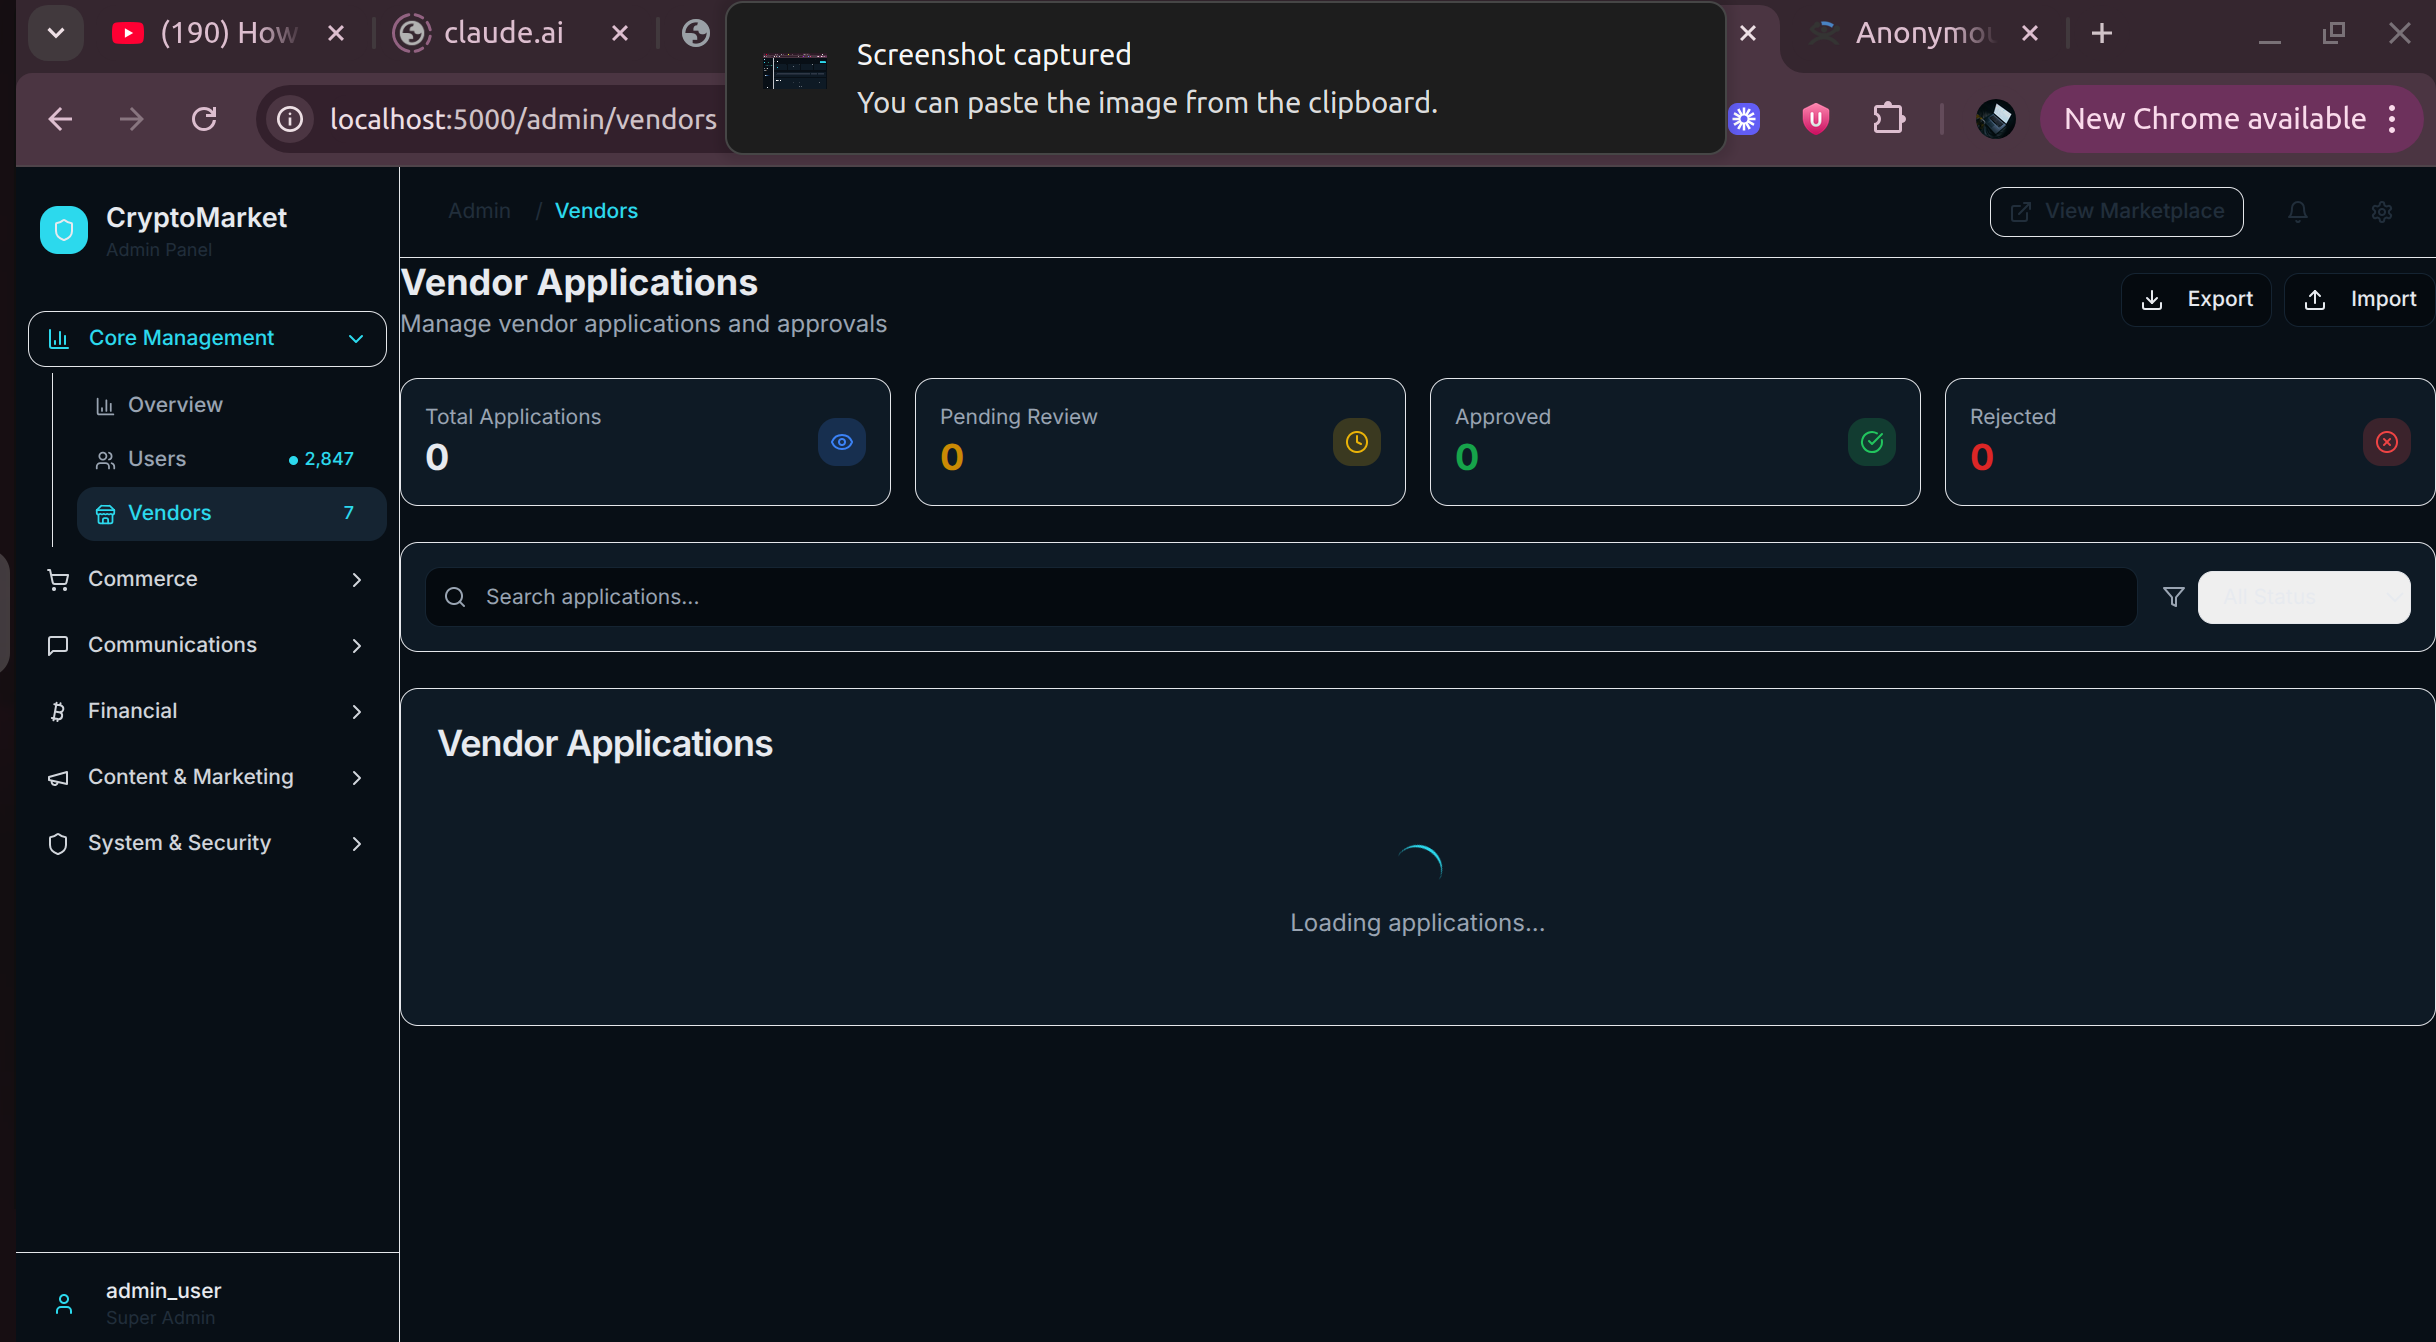 (190) How
claude.ai
Screenshot captured
You can paste the image from the clipboard.
Anonymou
localhost:5000/admin/vendors
New Chrome available
CryptoMarket
Admin Panel
Admin / Vendors
View Marketplace
Vendor Applications
Manage vendor applications and approvals
Export
Import
Core Management
Overview
Users 2,847
Vendors 7
Commerce
Communications
Financial
Content & Marketing
System & Security
Total Applications
0
Pending Review
0
Approved
0
Rejected
0
Search applications...
All Status
Vendor Applications
Loading applications...
admin_user
Super Admin